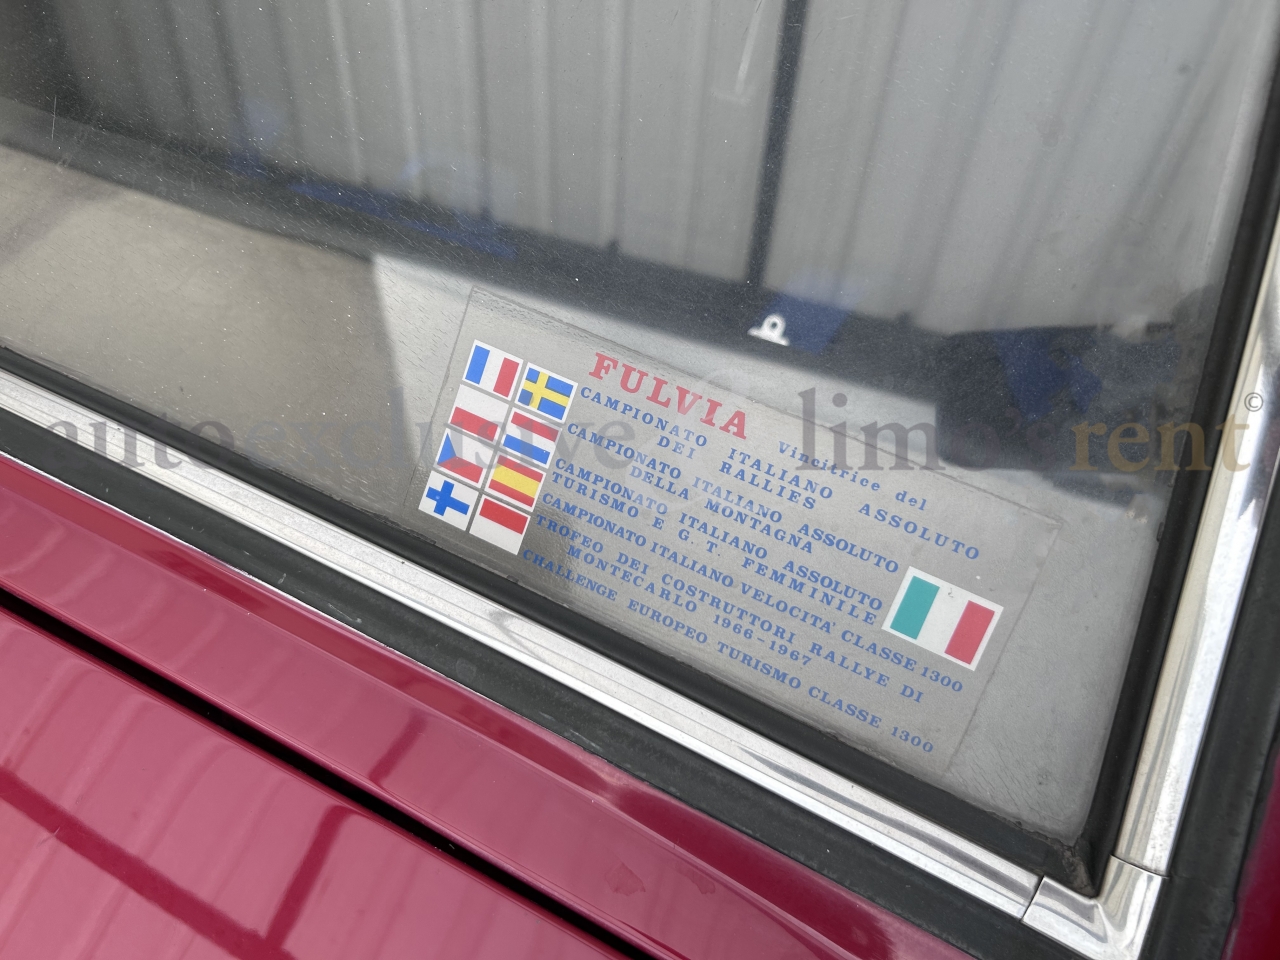 FULVIA
Vincitrice del
CAMPIONATO ITALIANO ASSOLUTO
DEI RALLIES
CAMPIONATO ITALIANO ASSOLUTO
DELLA MONTAGNA
CAMPIONATO ITALIANO ASSOLUTO
TURISMO E G. T. FEMMINILE
CAMPIONATO ITALIANO VELOCITA' CLASSE 1300
TROFEO DEI COSTRUTTORI RALLYE DI
MONTECARLO 1966-1967
CHALLENGE EUROPEO TURISMO CLASSE 1300
rent ©